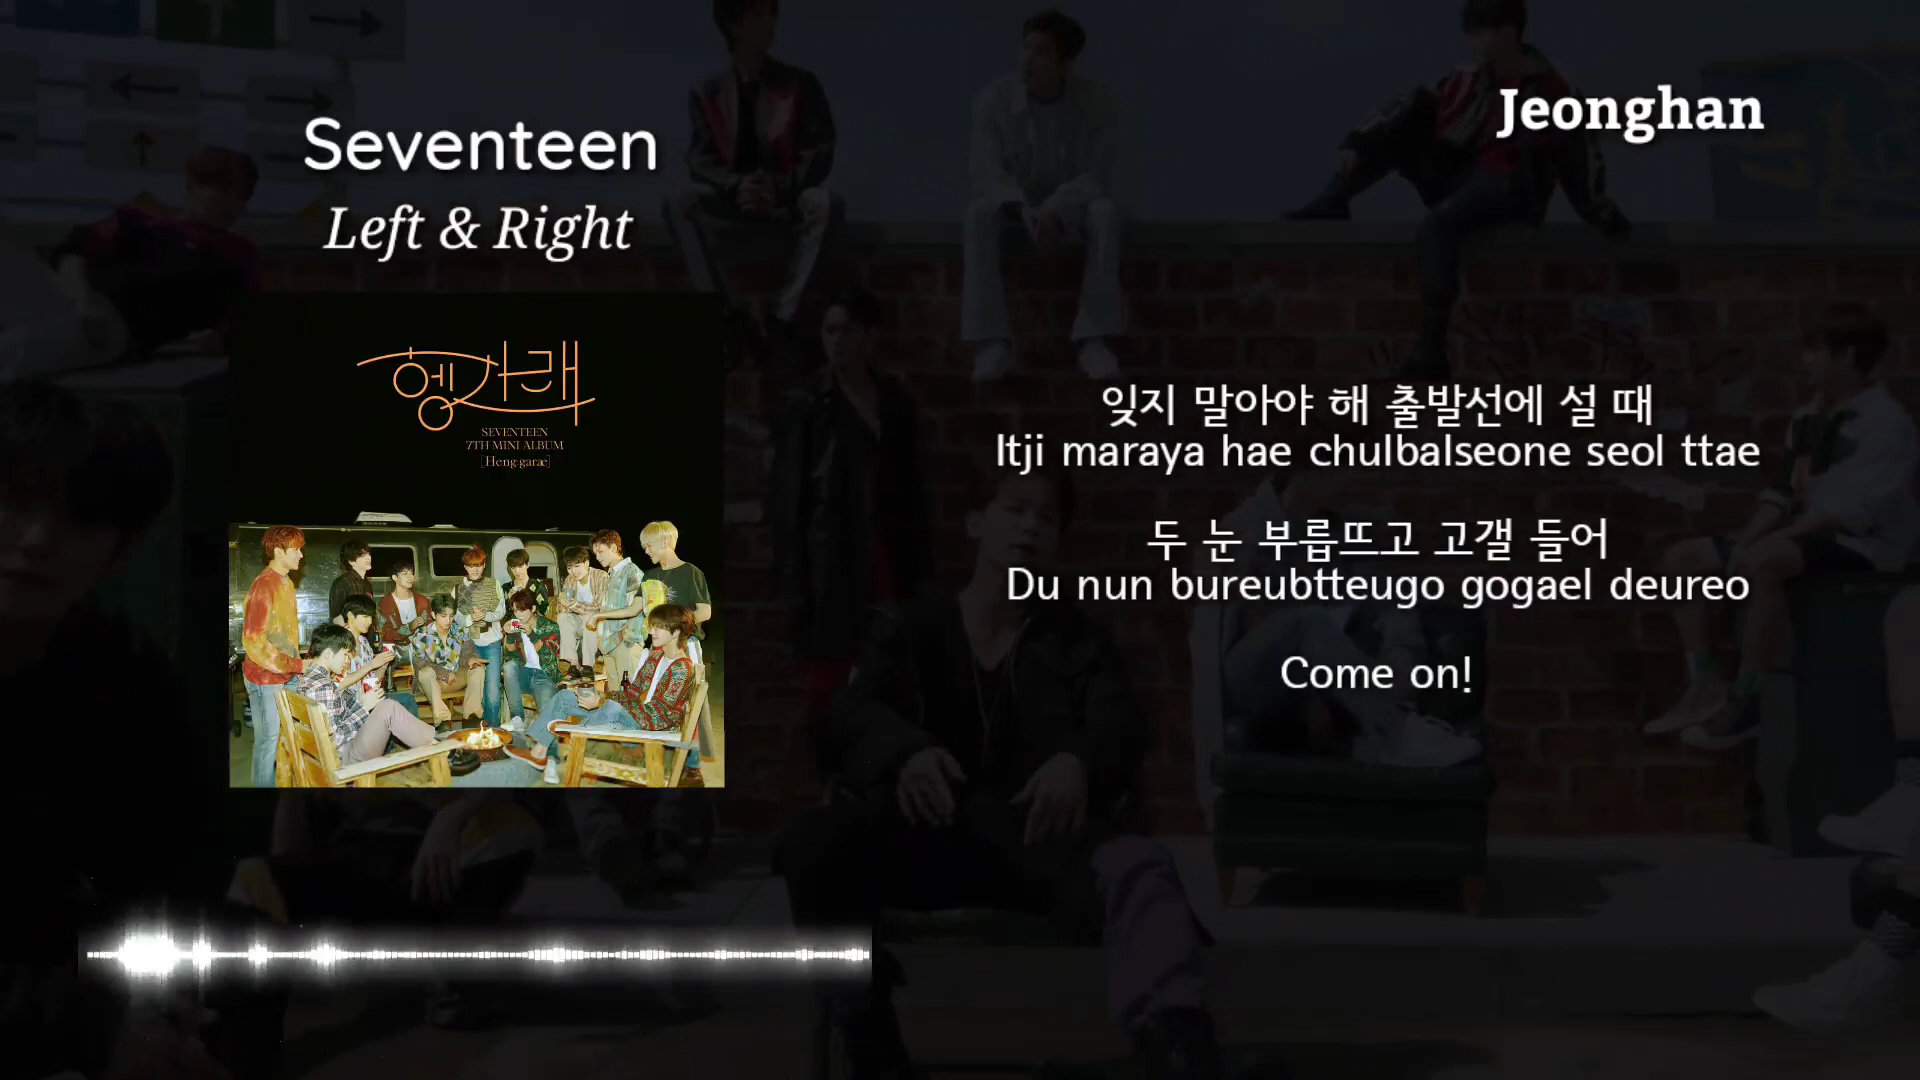 Seventeen
Left & Right
헹가래
SEVENTEEN
7TH MINI ALBUM
[Heng:garæ]
Jeonghan
잊지 말아야 해 출발선에 설 때
Itji maraya hae chulbalseone seol ttae
두 눈 부릅뜨고 고갤 들어
Du nun bureubtteugo gogael deureo
Come on!